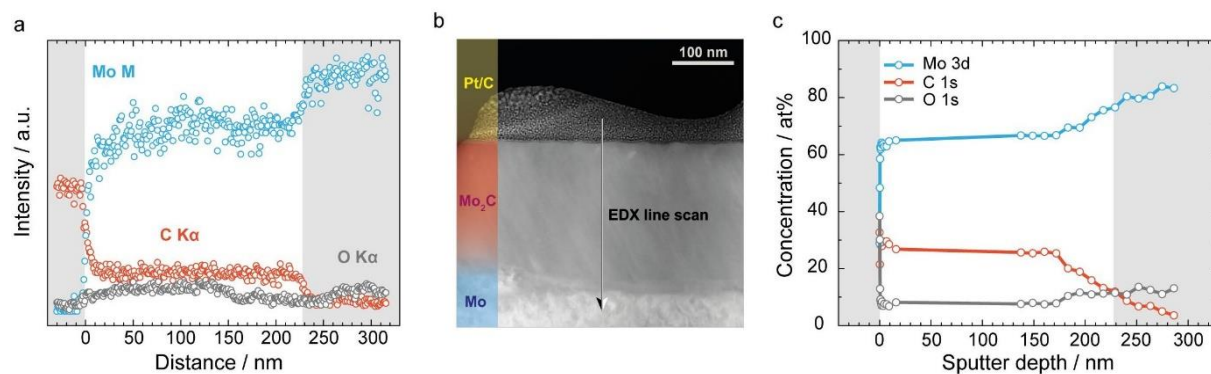 a
Intensity / a.u.
Mo M
C Kα
O Kα
0 50 100 150 200 250 300
Distance / nm
b
100 nm
Pt/C
Mo₂C
Mo
EDX line scan
c
Concentration / at%
100
80
60
40
20
0
Mo 3d
C 1s
O 1s
0 50 100 150 200 250 300
Sputter depth / nm